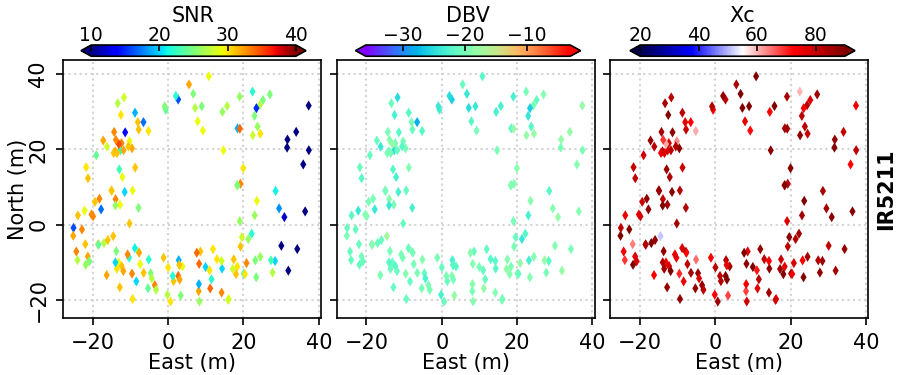 SNR DBV Xc
10 20 30 40 −30 −20 −10 20 40 60 80
40
20
0
−20
North (m)
IR5211
−20 0 20 40 −20 0 20 40 −20 0 20 40
East (m) East (m) East (m)